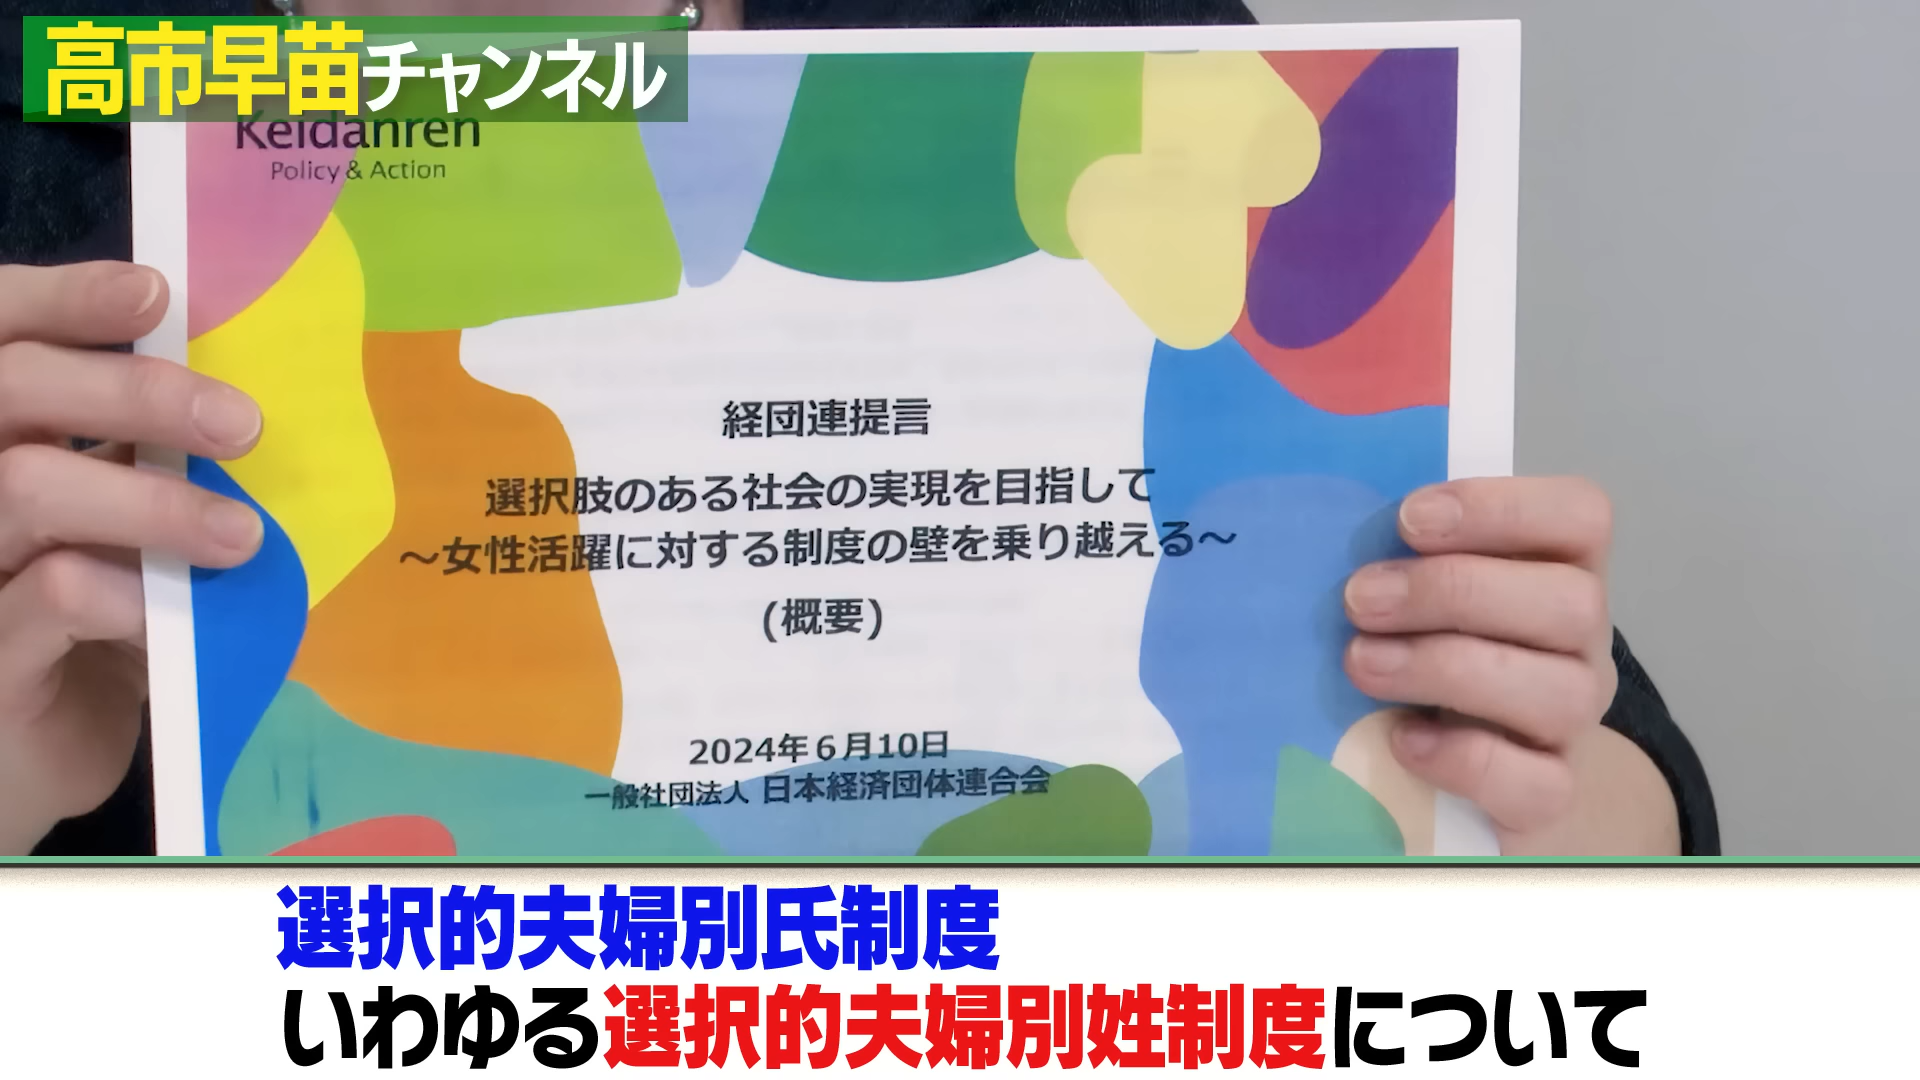 高市早苗チャンネル
Keidanren
Policy & Action
経団連提言
選択肢のある社会の実現を目指して
～女性活躍に対する制度の壁を乗り越える～
(概要)
2024年6月10日
一般社団法人 日本経済団体連合会
選択的夫婦別氏制度
いわゆる選択的夫婦別姓制度について